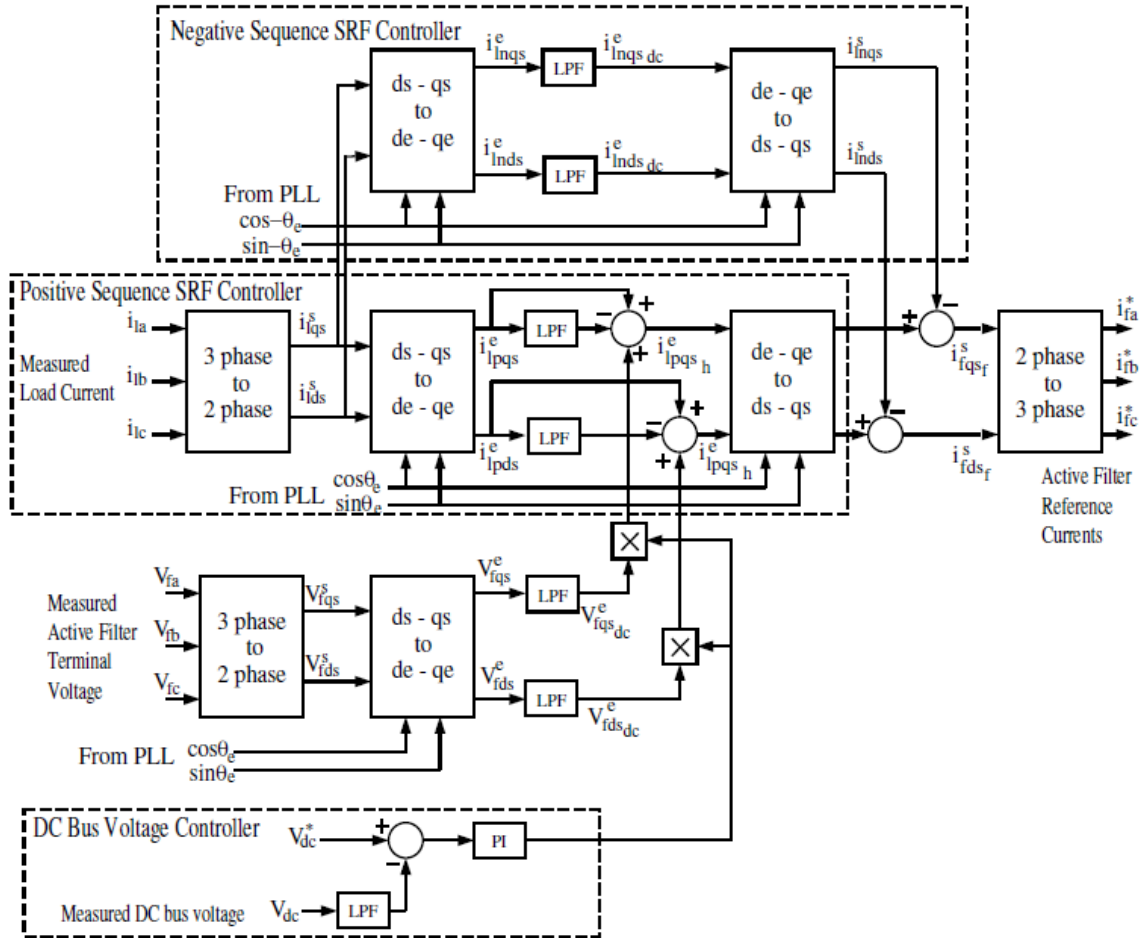 Negative Sequence SRF Controller
ds - qs
to
de - qe
i^e_lnqs
LPF
i^e_lnqs dc
de - qe
to
ds - qs
i^s_lnqs
i^e_lnds
LPF
i^e_lnds dc
i^s_lnds
From PLL
cos-θ_e
sin-θ_e
Positive Sequence SRF Controller
Measured
Load Current
i_la
i_lb
i_lc
3 phase
to
2 phase
i^s_lqs
i^s_lds
ds - qs
to
de - qe
i^e_lpqs
LPF
- + +
i^e_lpqs h
i^e_lpds
LPF
- + +
i^e_lpqs h
de - qe
to
ds - qs
From PLL
cosθ_e
sinθ_e
+ -
i^s_fqs f
+ -
i^s_fds f
2 phase
to
3 phase
i*_fa
i*_fb
i*_fc
Active Filter
Reference
Currents
Measured
Active Filter
Terminal
Voltage
V_fa
V_fb
V_fc
3 phase
to
2 phase
V^s_fqs
V^s_fds
ds - qs
to
de - qe
V^e_fqs
LPF
V^e_fqs dc
×
V^e_fds
LPF
V^e_fds dc
×
From PLL
cosθ_e
sinθ_e
DC Bus Voltage Controller
V*_dc
+
-
PI
Measured DC bus voltage
V_dc
LPF